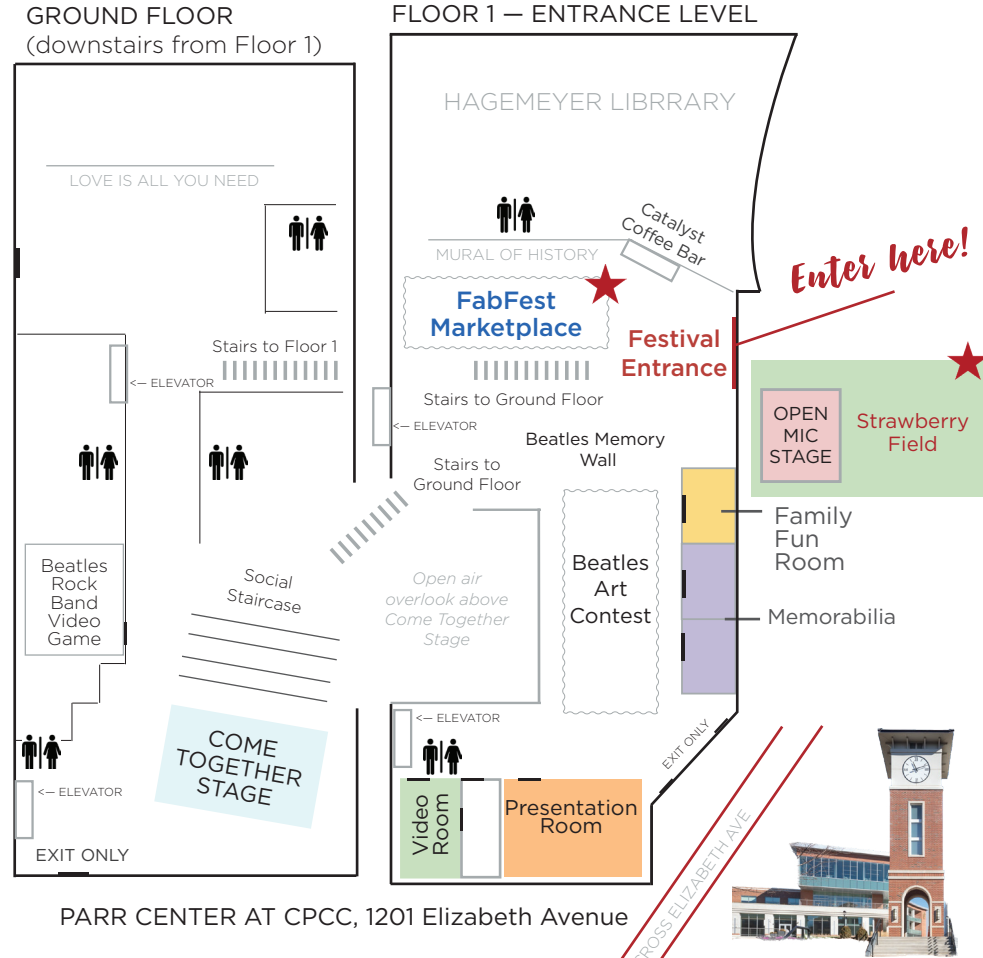 GROUND FLOOR
(downstairs from Floor 1)
LOVE IS ALL YOU NEED
Stairs to Floor 1
<— ELEVATOR
Beatles
Rock
Band
Video
Game
Social
Staircase
COME
TOGETHER
STAGE
<— ELEVATOR
EXIT ONLY
FLOOR 1 — ENTRANCE LEVEL
HAGEMEYER LIBRRARY
Catalyst
Coffee Bar
MURAL OF HISTORY
FabFest
Marketplace
Enter here!
Festival
Entrance
Stairs to Ground Floor
<— ELEVATOR
Beatles Memory
Wall
Stairs to
Ground Floor
OPEN
MIC
STAGE
Strawberry
Field
Family
Fun
Room
Open air
overlook above
Come Together
Stage
Beatles
Art
Contest
Memorabilia
<— ELEVATOR
EXIT ONLY
Video
Room
Presentation
Room
ROSS ELIZABETH AVE
PARR CENTER AT CPCC, 1201 Elizabeth Avenue